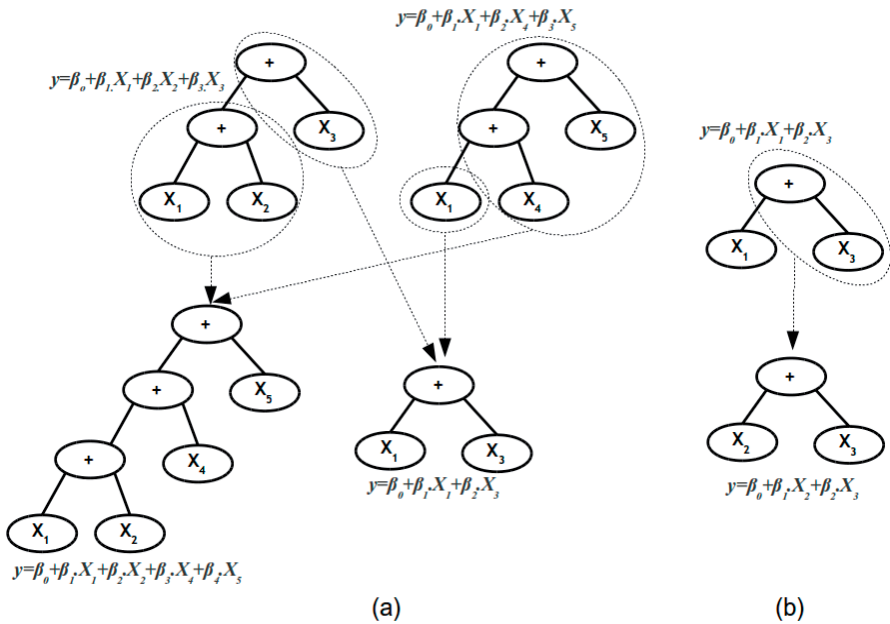 y=β₀+β₁.X₁+β₂.X₄+β₃.X₅
y=β₀+β₁.X₁+β₂.X₂+β₃.X₃
+
+
+
X₃
+
X₅
X₁
X₂
X₁
X₄
y=β₀+β₁.X₁+β₂.X₃
+
X₁
X₃
+
+
X₅
+
X₄
X₁
X₂
y=β₀+β₁.X₁+β₂.X₂+β₃.X₄+β₄.X₅
+
X₁
X₃
y=β₀+β₁.X₁+β₂.X₃
+
X₂
X₃
y=β₀+β₁.X₂+β₂.X₃
(a)
(b)